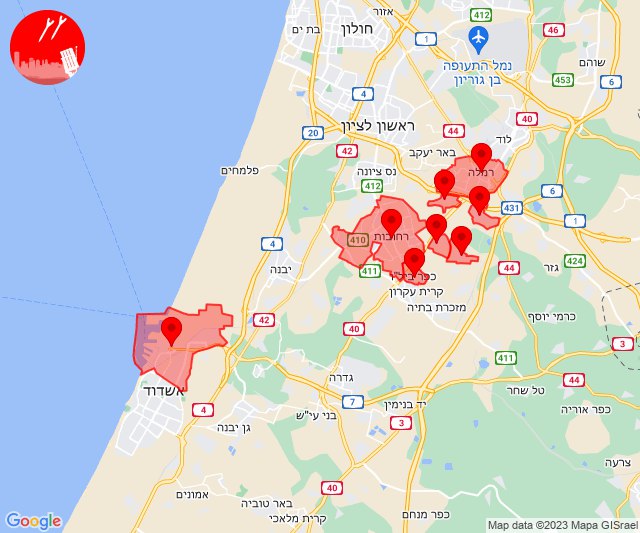 אזור
412
חולון
בת ים
1
46
נמל התעופה
בן גוריון
שוהם
412
453
6
4
ראשון לציון
44
לוד
40
20
42
באר יעקב
פלמחים
נס ציונה
רמלה
412
6
431
1
רחובות
410
4
יבנה
411
כפר ביל"ו
קרית עקרון
44
גזר
424
מזכרת בתיה
42
40
כרמי יוסף
3
411
גדרה
44
טל שחר
אשדוד
7
יד בנימין
4
בני עי"ש
3
כפר אוריה
גן יבנה
צרעה
40
אמונים
באר טוביה
כפר מנחם
קרית מלאכי
Google
Map data ©2023 Mapa GISrael